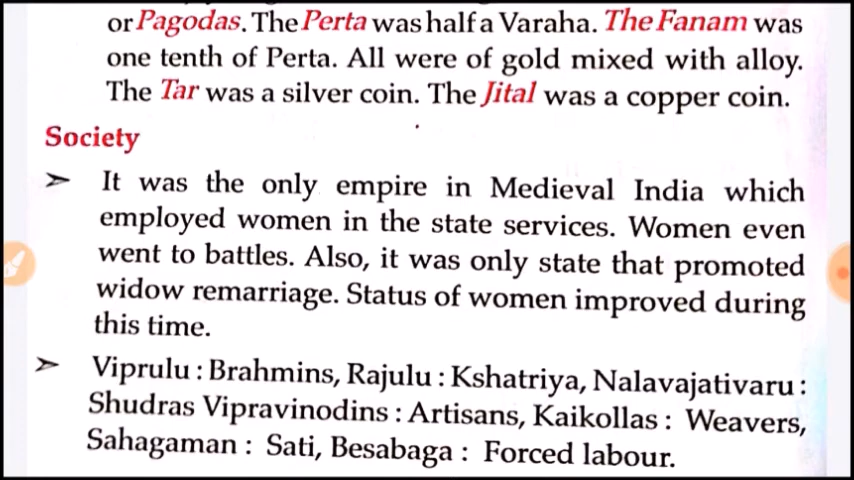 or Pagodas. The Perta was half a Varaha. The Fanam was
one tenth of Perta. All were of gold mixed with alloy.
The Tar was a silver coin. The Jital was a copper coin.
Society
➢ It was the only empire in Medieval India which
employed women in the state services. Women even
went to battles. Also, it was only state that promoted
widow remarriage. Status of women improved during
this time.
➢ Viprulu : Brahmins, Rajulu : Kshatriya, Nalavajativaru :
Shudras Vipravinodins : Artisans, Kaikollas : Weavers,
Sahagaman : Sati, Besabaga : Forced labour.